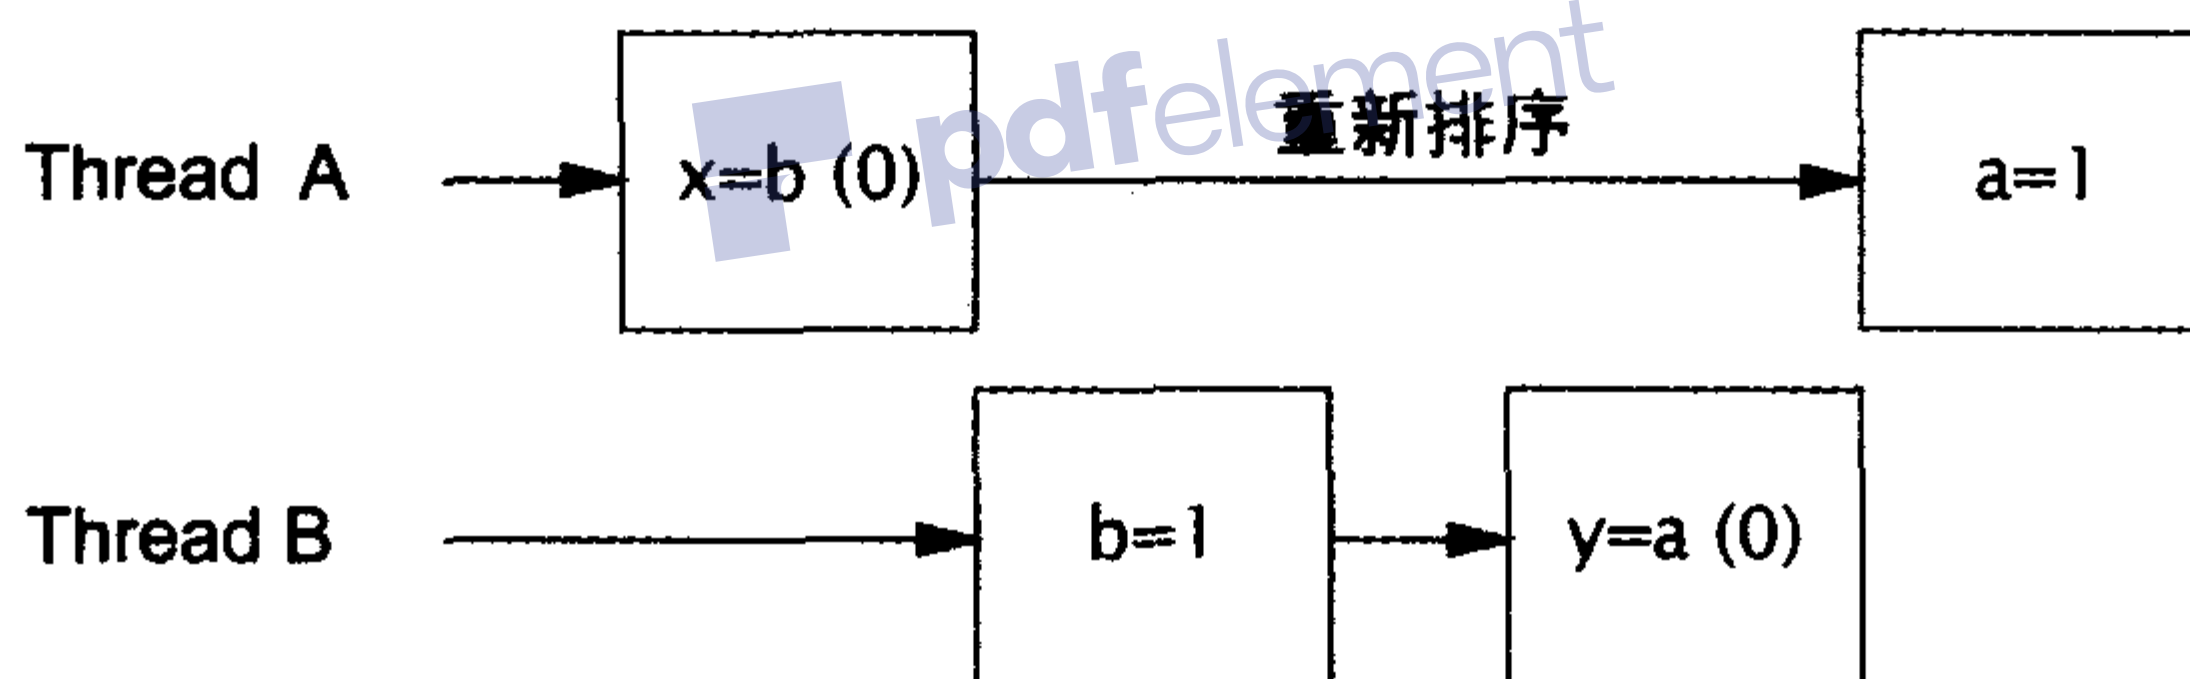 pdfelement
重新排序
Thread A
x=b (0)
a=1
Thread B
b=1
y=a (0)